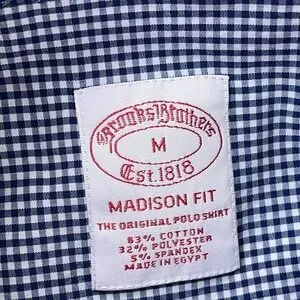 Brooks Brothers
M
Est. 1818
MADISON FIT
THE ORIGINAL POLO SHIRT
63% COTTON
32% POLYESTER
5% SPANDEX
MADE IN EGYPT